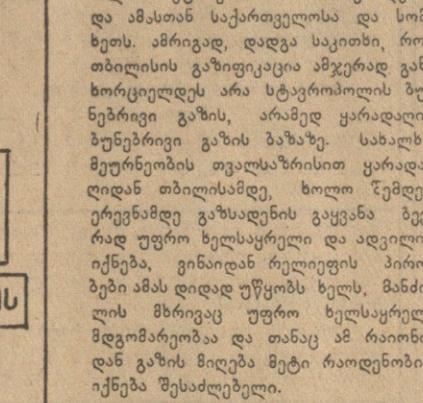 და ამასთან საქართველოსა და სომ
ხეთს. ამრიგად, დადგა საკითხი, რო
თბილისის გაზიფიკაცია ამჯერად გან
ხორციელდეს არა სტავროპოლის ბუ
ნებრივი გაზის, არამედ ყარადაღი
ბუნებრივი გაზის ბაზაზე. სახალხ
მეურნეობის თვალსაზრისით ყარადა
ღიდან თბილისამდე, ხოლო შემდე
ერევნამდე გაზსადენის გაყვანა ბევ
რად უფრო ხელსაყრელი და ადვილი
იქნება, ვინაიდან რელიეფის პირო
ბები ამას დიდად უწყობს ხელს. მანძი
ლის მხრივაც უფრო ხელსაყრელ
მდგომარეობაა და თანაც ამ რაიონი
დან გაზის მიღება მეტი რაოდენობი
იქნება შესაძლებელი.